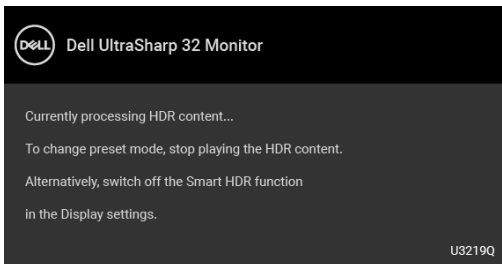 DELL
Dell UltraSharp 32 Monitor
Currently processing HDR content...
To change preset mode, stop playing the HDR content.
Alternatively, switch off the Smart HDR function
in the Display settings.
U3219Q